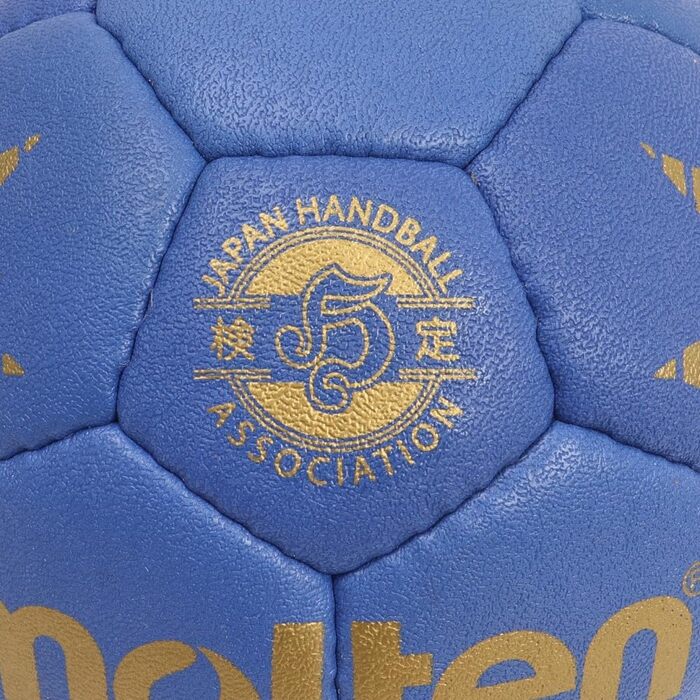 JAPAN HANDBALL
検 定
ASSOCIATION
molten®